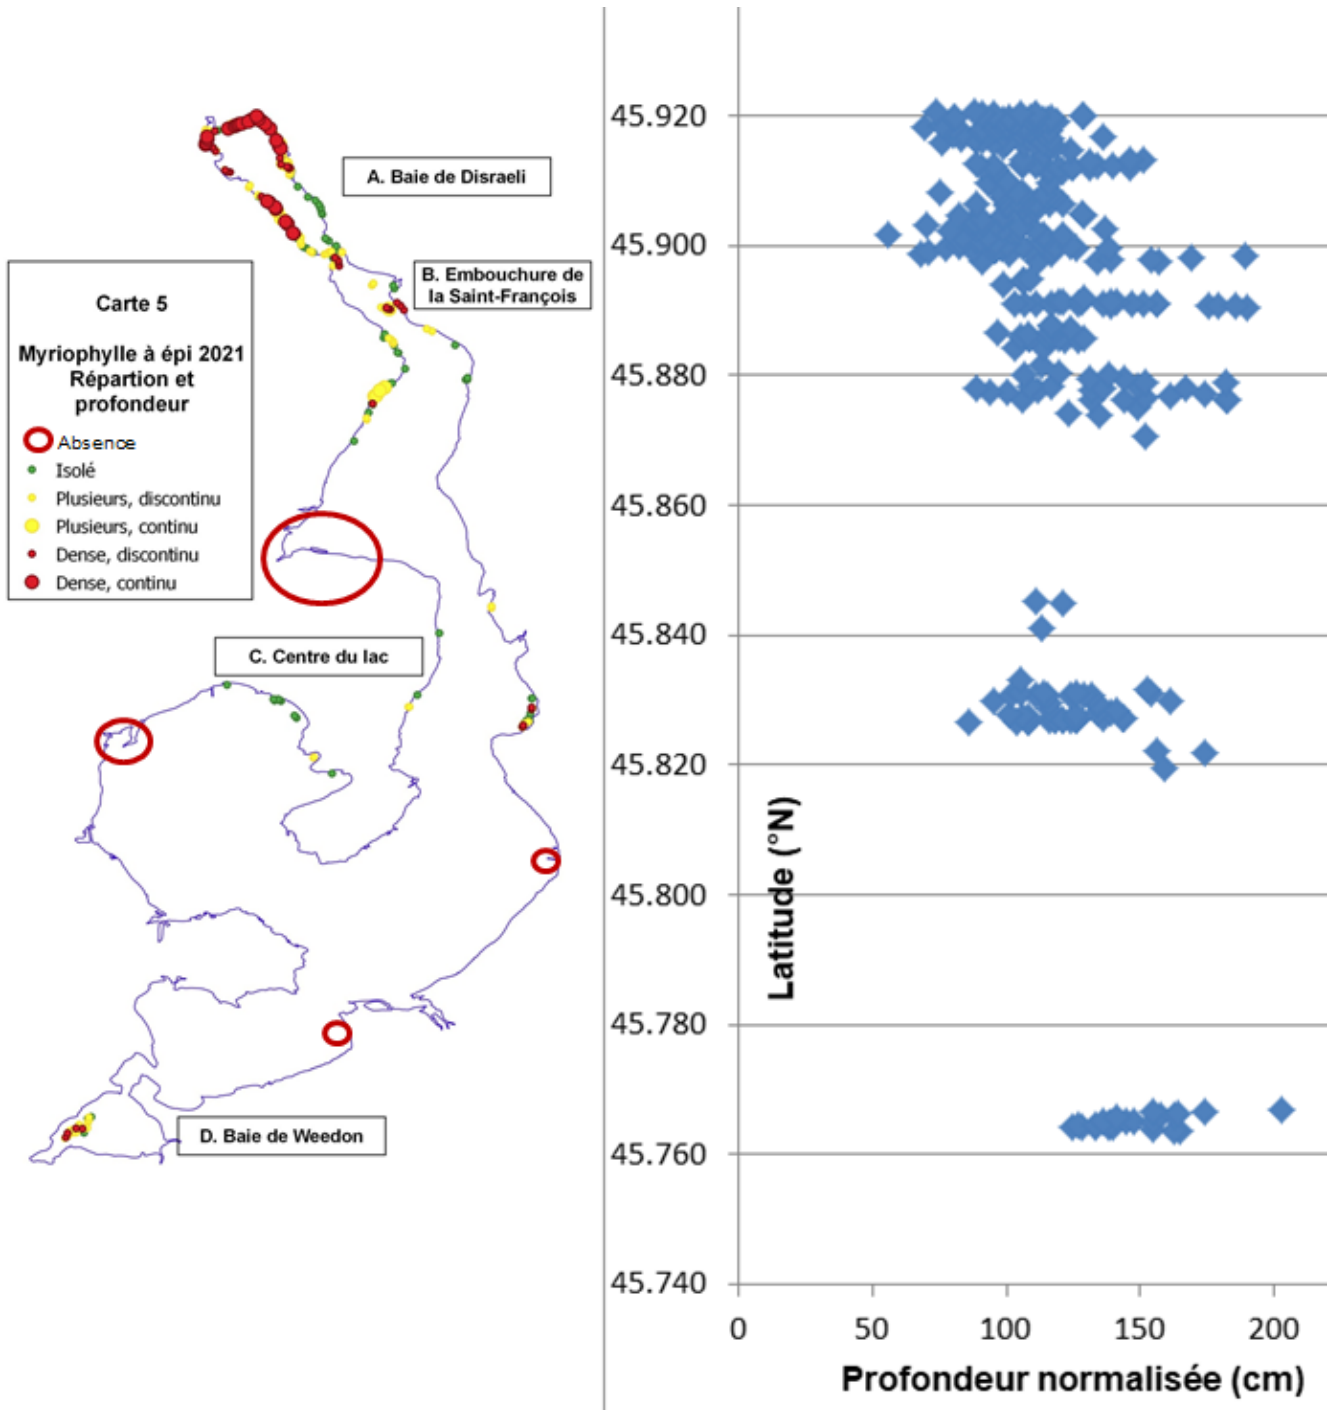 A. Baie de Disraeli
B. Embouchure de
la Saint-François
Carte 5
Myriophylle à épi 2021
Répartion et
profondeur
Absence
Isolé
Plusieurs, discontinu
Plusieurs, continu
Dense, discontinu
Dense, continu
C. Centre du lac
D. Baie de Weedon
45.920
45.900
45.880
45.860
45.840
45.820
45.800
45.780
45.760
45.740
Latitude (°N)
0 50 100 150 200
Profondeur normalisée (cm)